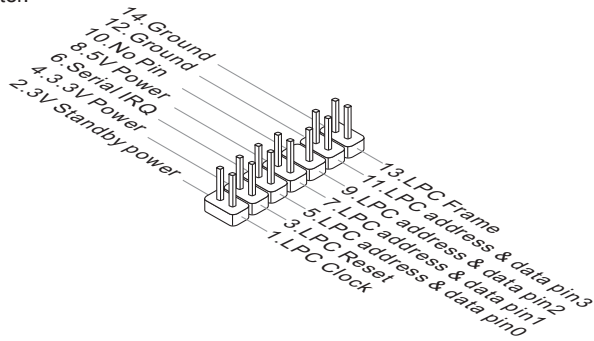 14.Ground
12.Ground
10.No Pin
8.5V Power
6.Serial IRQ
4.3.3V Power
2.3V Standby power
13.LPC Frame
11.LPC address & data pin3
9.LPC address & data pin2
7.LPC address & data pin1
5.LPC address & data pin0
3.LPC Reset
1.LPC Clock